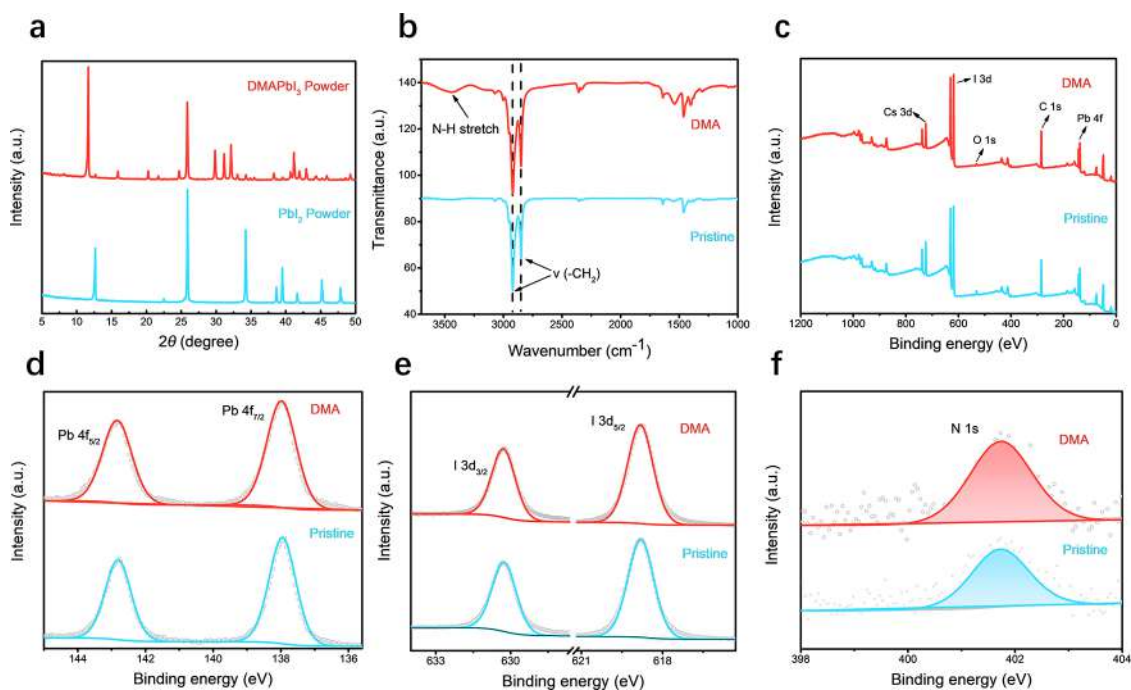 a
DMAPbI₃ Powder
PbI₂ Powder
Intensity (a.u.)
5 10 15 20 25 30 35 40 45 50
2θ (degree)
b
140
120
100
80
60
40
N-H stretch
DMA
Pristine
ν (-CH₂)
Transmittance (a.u.)
3500 3000 2500 2000 1500 1000
Wavenumber (cm⁻¹)
c
DMA
I 3d
Cs 3d
O 1s
C 1s
Pb 4f
Pristine
Intensity (a.u.)
1200 1000 800 600 400 200 0
Binding energy (eV)
d
Pb 4f₅/₂
Pb 4f₇/₂
DMA
Pristine
Intensity (a.u.)
144 142 140 138 136
Binding energy (eV)
e
I 3d₃/₂
I 3d₅/₂
DMA
Pristine
Intensity (a.u.)
633 630 621 618
Binding energy (eV)
f
N 1s
DMA
Pristine
Intensity (a.u.)
398 400 402 404
Binding energy (eV)